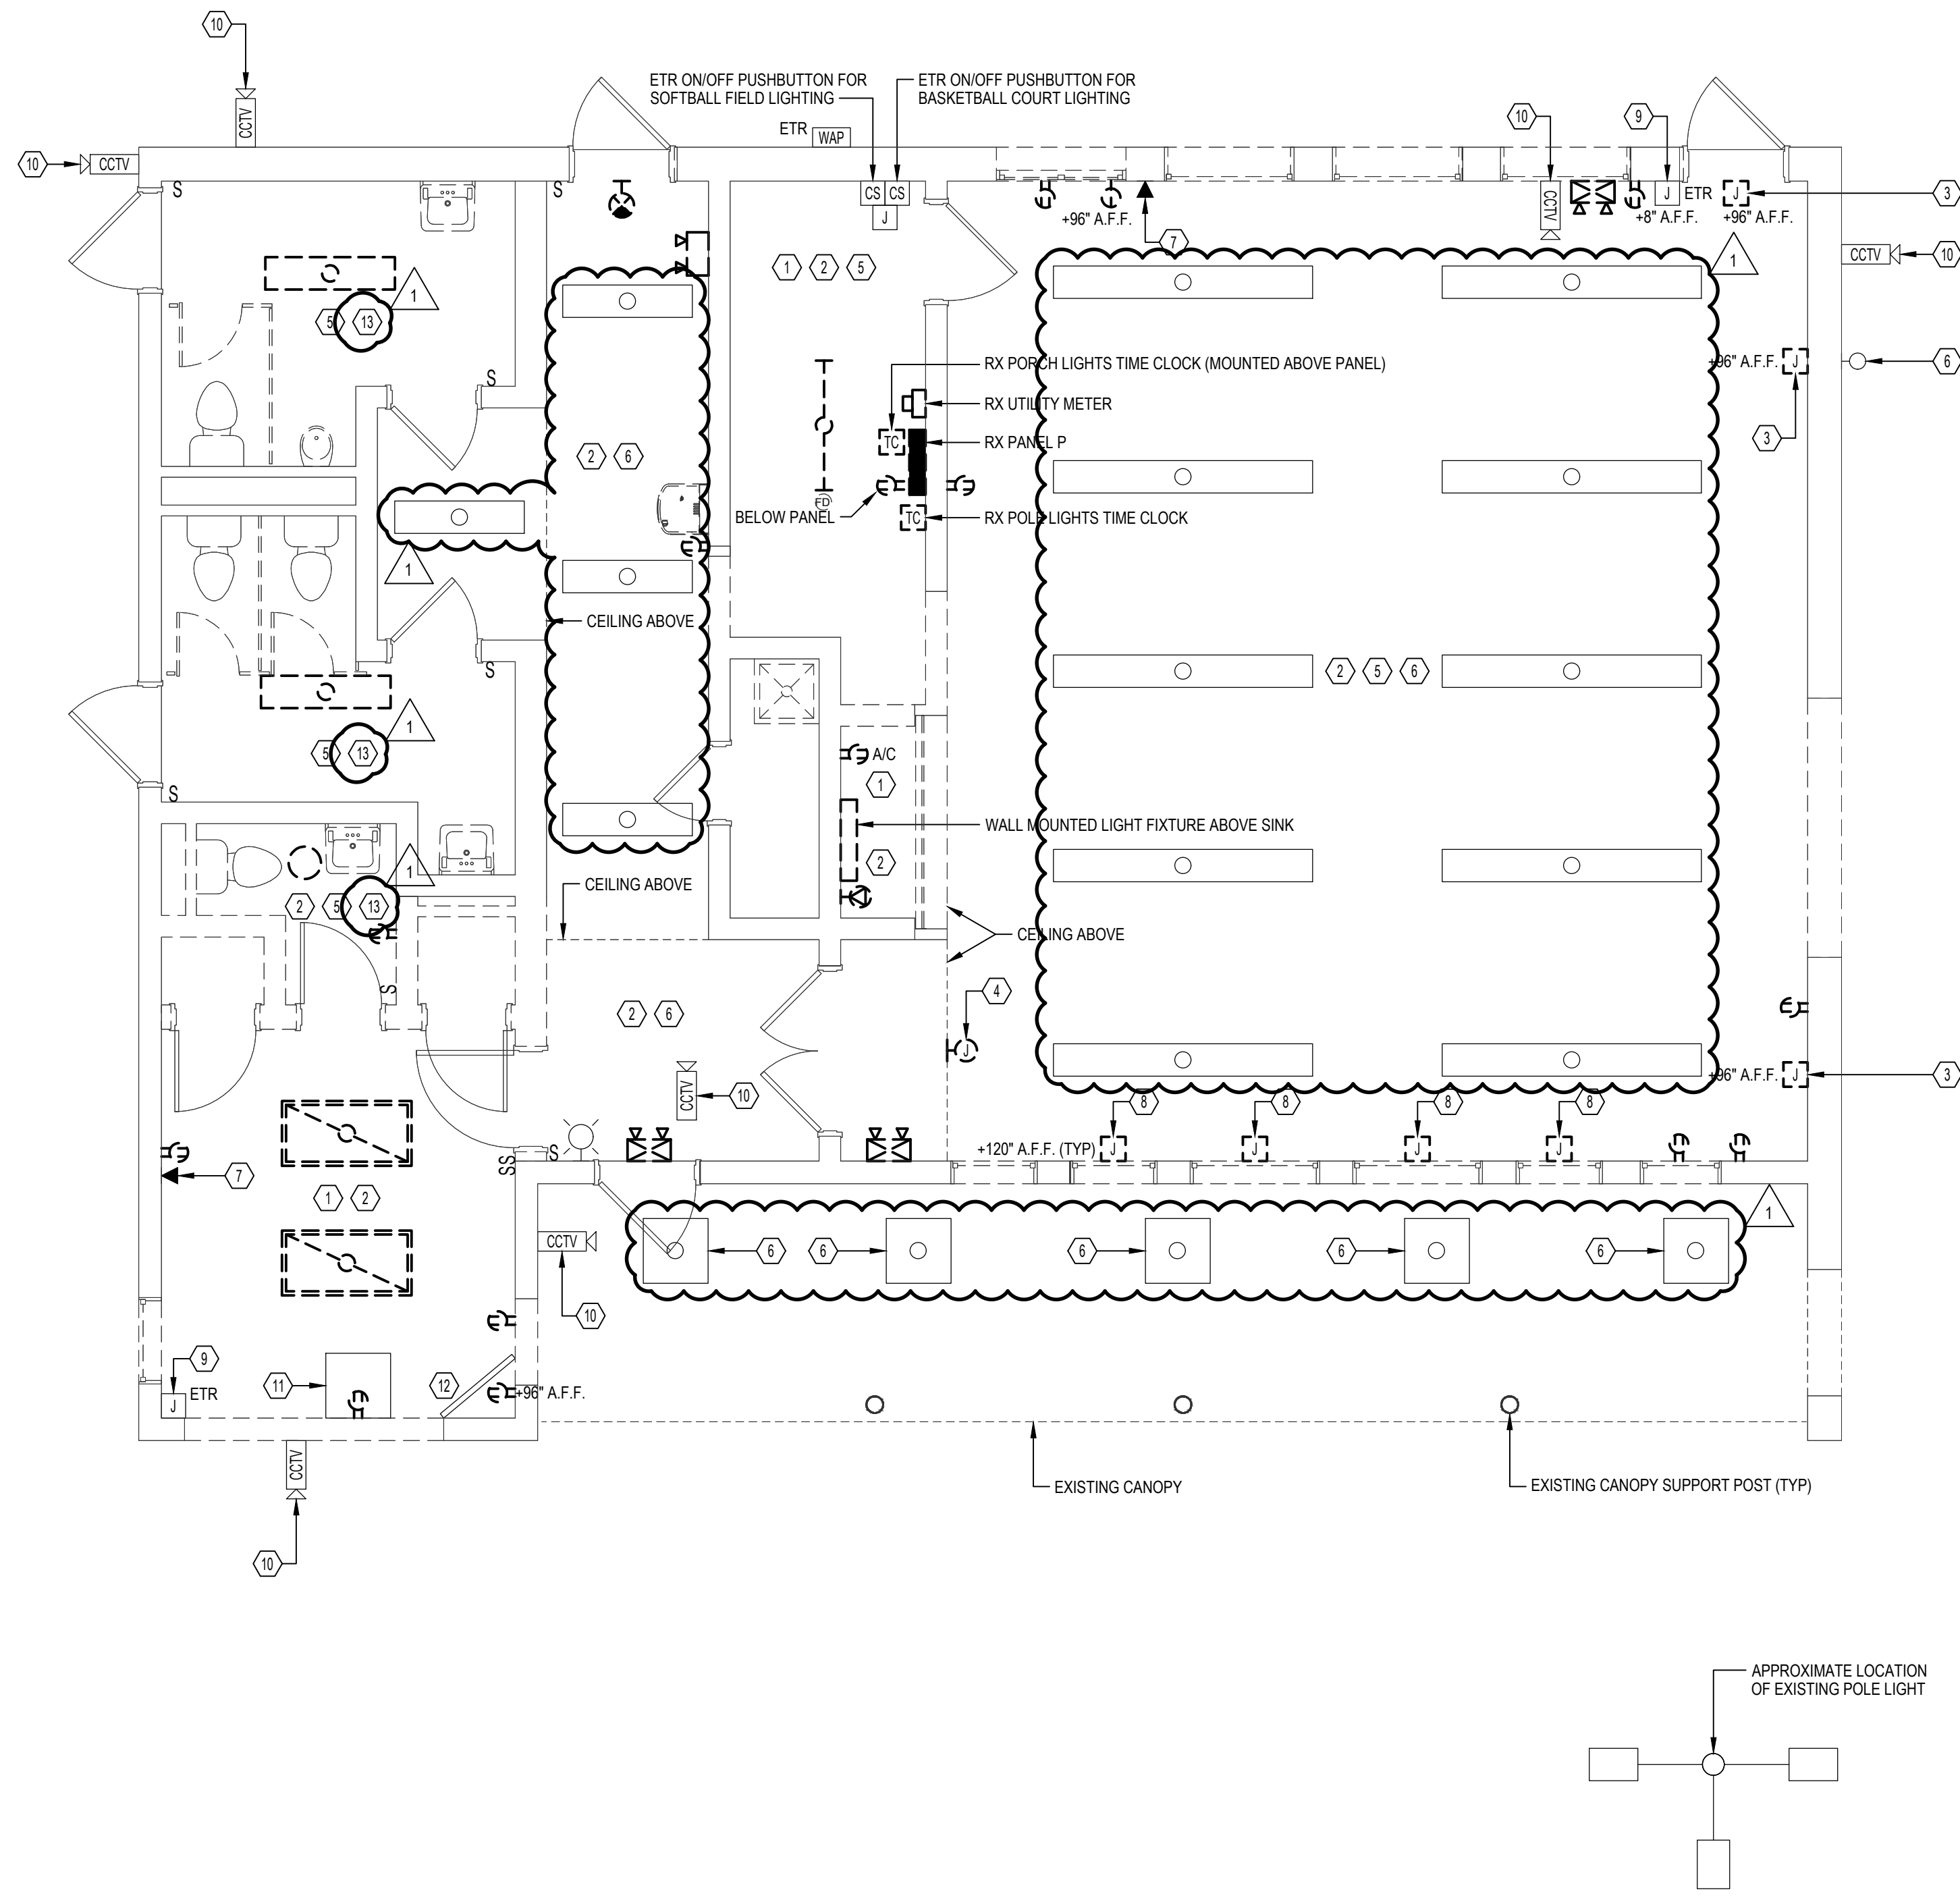 10
ETR ON/OFF PUSHBUTTON FOR
SOFTBALL FIELD LIGHTING
ETR ON/OFF PUSHBUTTON FOR
BASKETBALL COURT LIGHTING
CCTV
ETR
WAP
10
9
10
CCTV
S
S
CS
CS
J
CCTV
J
ETR
J
3
+96" A.F.F.
+8" A.F.F.
+96" A.F.F.
7
1
2
5
1
CCTV
10
1
5
13
RX PORCH LIGHTS TIME CLOCK (MOUNTED ABOVE PANEL)
+96" A.F.F.
J
6
S
RX UTILITY METER
TC
RX PANEL P
3
2
6
FD
BELOW PANEL
TC
RX POLE LIGHTS TIME CLOCK
1
CEILING ABOVE
S
2
5
6
1
5
13
A/C
1
S
WALL MOUNTED LIGHT FIXTURE ABOVE SINK
1
2
CEILING ABOVE
2
5
13
CEILING ABOVE
S
4
2
6
J
CCTV
10
+96" A.F.F.
J
3
8
8
8
8
S
SS
+120" A.F.F. (TYP)
J
J
J
J
7
1
2
1
CCTV
6
6
6
6
6
10
9
ETR
J
11
12
+96" A.F.F.
CCTV
EXISTING CANOPY
EXISTING CANOPY SUPPORT POST (TYP)
10
APPROXIMATE LOCATION
OF EXISTING POLE LIGHT